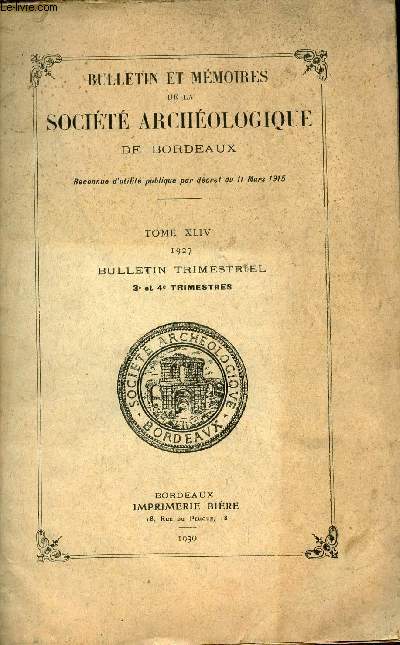 Le-livre.com
BULLETIN ET MÉMOIRES
DE LA
SOCIÉTÉ ARCHÉOLOGIQUE
DE BORDEAUX
Reconnue d'utilité publique par décret du 11 Mars 1915
TOME XLIV
1927
BULLETIN TRIMESTRIEL
3e et 4e TRIMESTRES
SOCIÉTÉ ARCHÉOLOGIQUE
BORDEAUX
BORDEAUX
IMPRIMERIE BIÈRE
18, Rue du Peugue, 18
1930